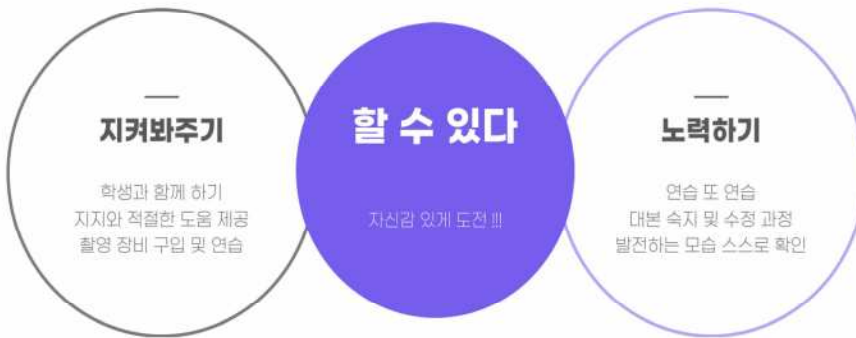 지켜봐주기
학생과 함께 하기
지지와 적절한 도움 제공
촬영 장비 구입 및 연습
할 수 있다
자신감 있게 도전 !!!
노력하기
연습 또 연습
대본 숙지 및 수정 과정
발전하는 모습 스스로 확인